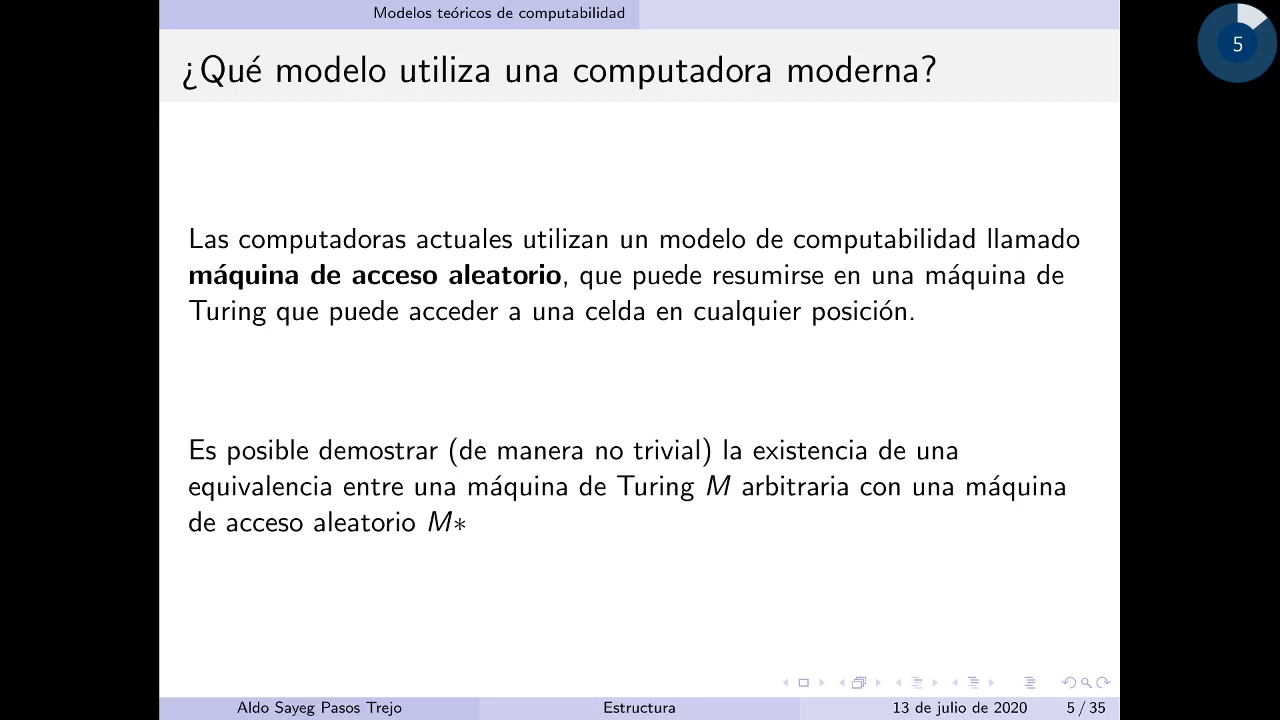 Modelos teóricos de computabilidad
5
¿Qué modelo utiliza una computadora moderna?
Las computadoras actuales utilizan un modelo de computabilidad llamado
máquina de acceso aleatorio, que puede resumirse en una máquina de
Turing que puede acceder a una celda en cualquier posición.
Es posible demostrar (de manera no trivial) la existencia de una
equivalencia entre una máquina de Turing M arbitraria con una máquina
de acceso aleatorio M*
Aldo Sayeg Pasos Trejo Estructura 13 de julio de 2020 5 / 35